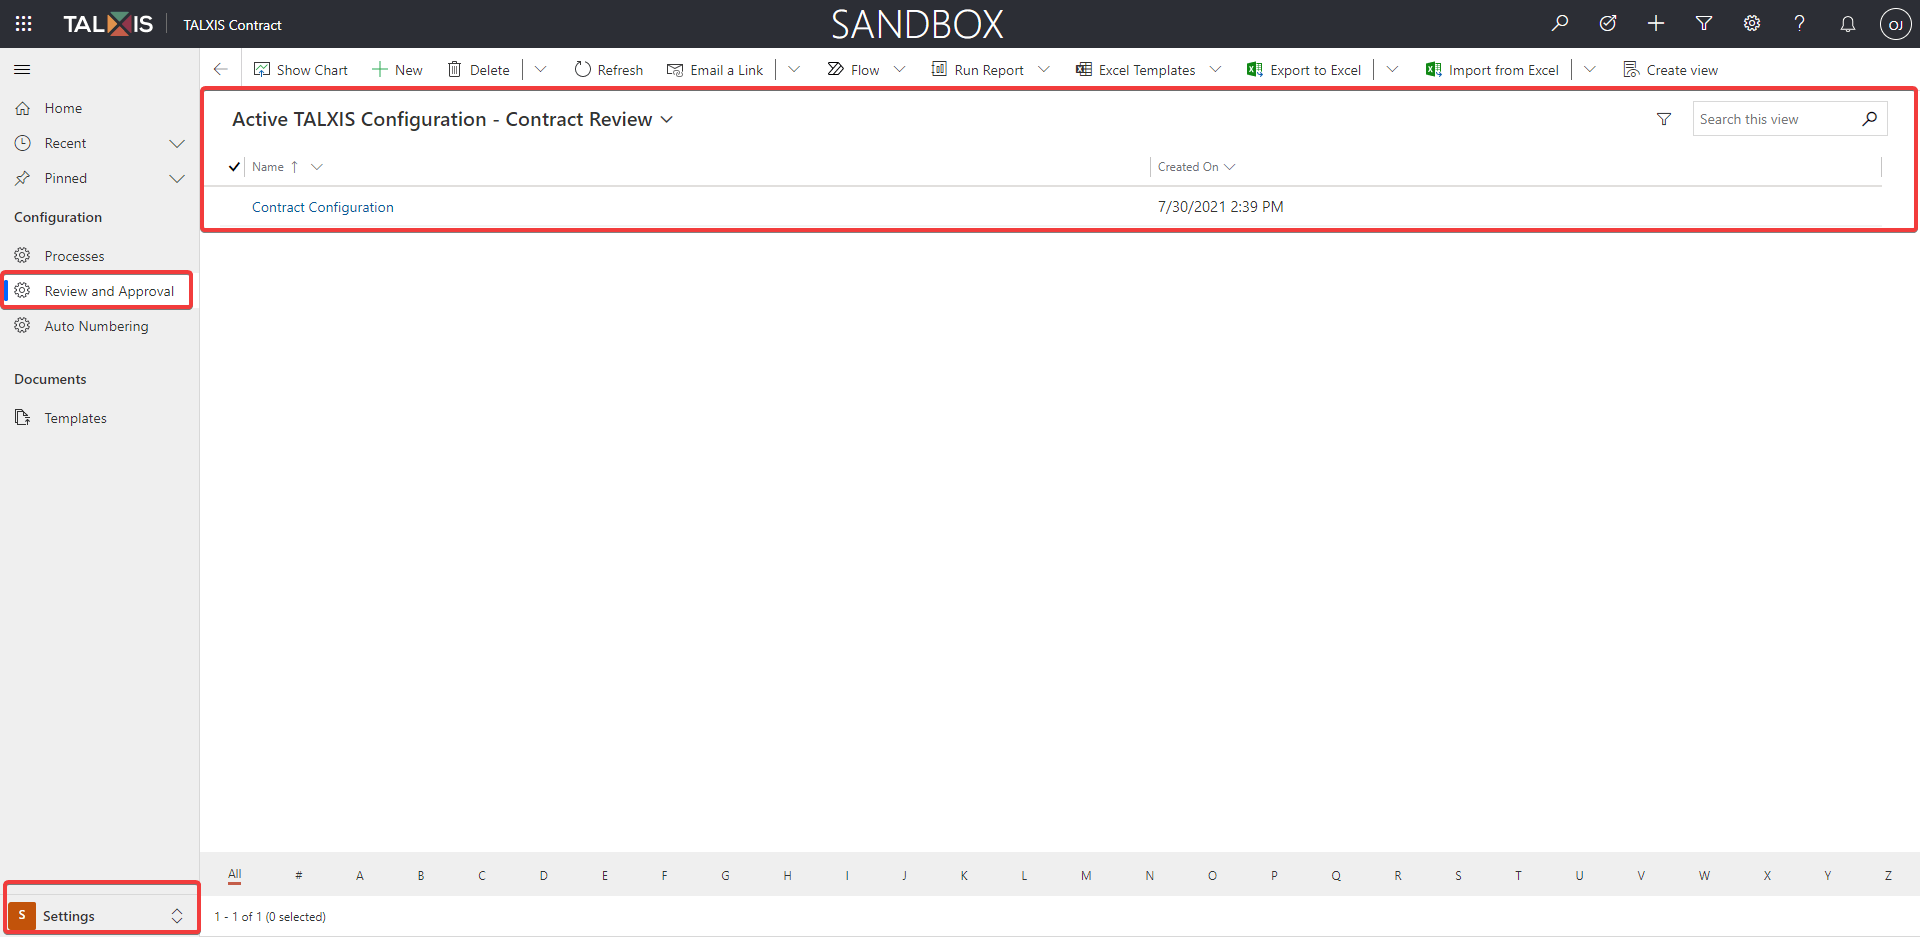 TALXIS TALXIS Contract SANDBOX OJ
Show Chart New Delete Refresh Email a Link Flow Run Report Excel Templates Export to Excel Import from Excel Create view
Home
Recent
Pinned
Configuration
Processes
Review and Approval
Auto Numbering
Documents
Templates
S Settings
Active TALXIS Configuration - Contract Review
Search this view
Name ↑ Created On
Contract Configuration 7/30/2021 2:39 PM
All # A B C D E F G H I J K L M N O P Q R S T U V W X Y Z
1 - 1 of 1 (0 selected)